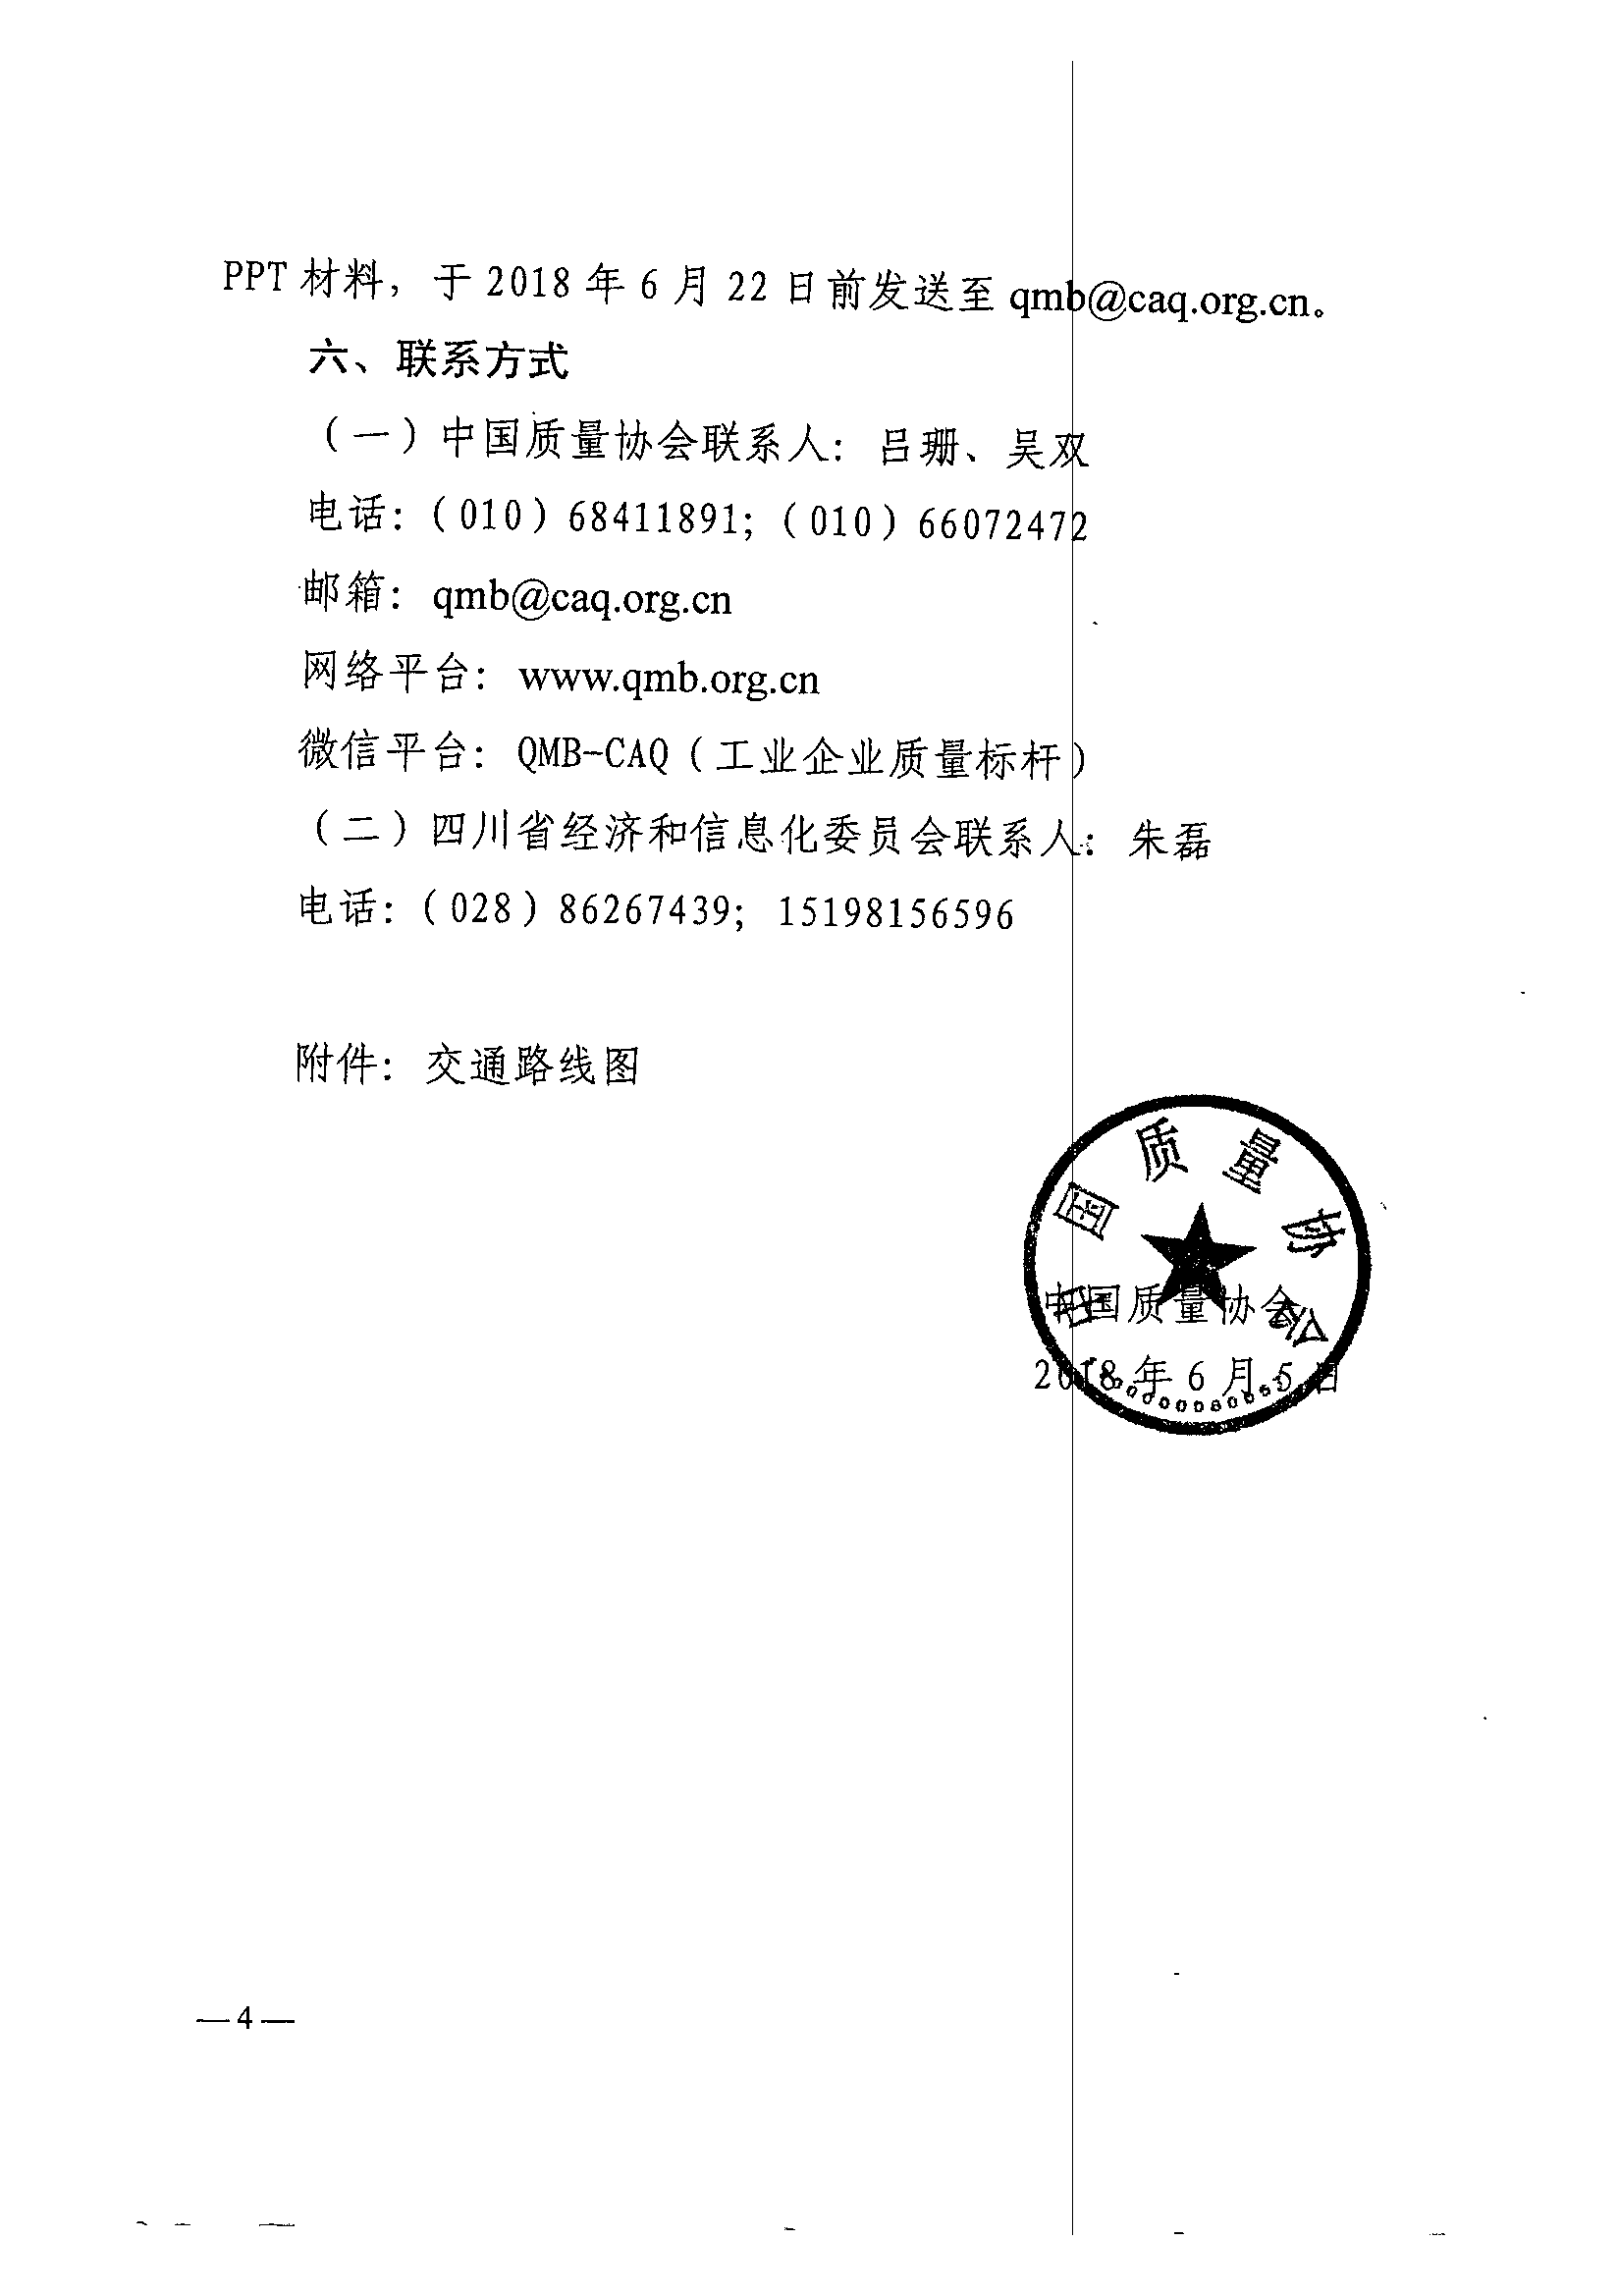 PPT 材料，于 2018 年 6 月 22 日前发送至 qmb@caq.org.cn。
六、联系方式
（一）中国质量协会联系人：吕珊、吴双
电话：（010）68411891；（010）66072472
邮箱：qmb@caq.org.cn
网络平台：www.qmb.org.cn
微信平台：QMB-CAQ（工业企业质量标杆）
（二）四川省经济和信息化委员会联系人：朱磊
电话：（028）86267439；15198156596
附件：交通路线图
中国质量协会
中国质量协会
2018 年 6 月 5 日
—4—